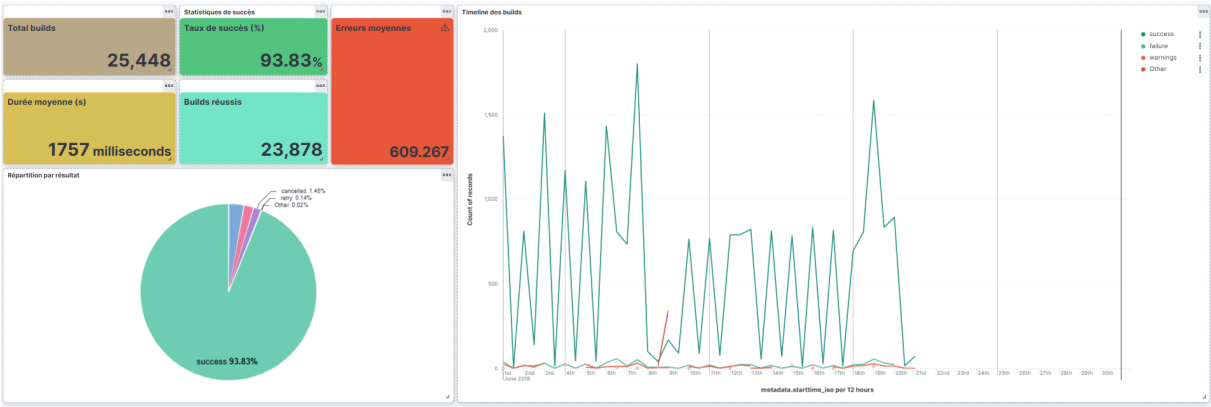 Total builds
25,448
Statistiques de succès
Taux de succès (%)
93.83%
Erreurs moyennes
609.267
Durée moyenne (s)
1757 milliseconds
Builds réussis
23,878
Répartition par résultat
cancelled 1.45%
retry 0.14%
Other 0.02%
success 93.83%
Timeline des builds
success
failure
warnings
Other
Count of records
2,000
1,500
1,000
500
0
1st 2nd 3rd 4th 5th 6th 7th 8th 9th 10th 11th 12th 13th 14th 15th 16th 17th 18th 19th 20th 21st 22nd 23rd 24th 25th 26th 27th 28th 29th 30th
June 2018
metadata.starttime_iso per 12 hours